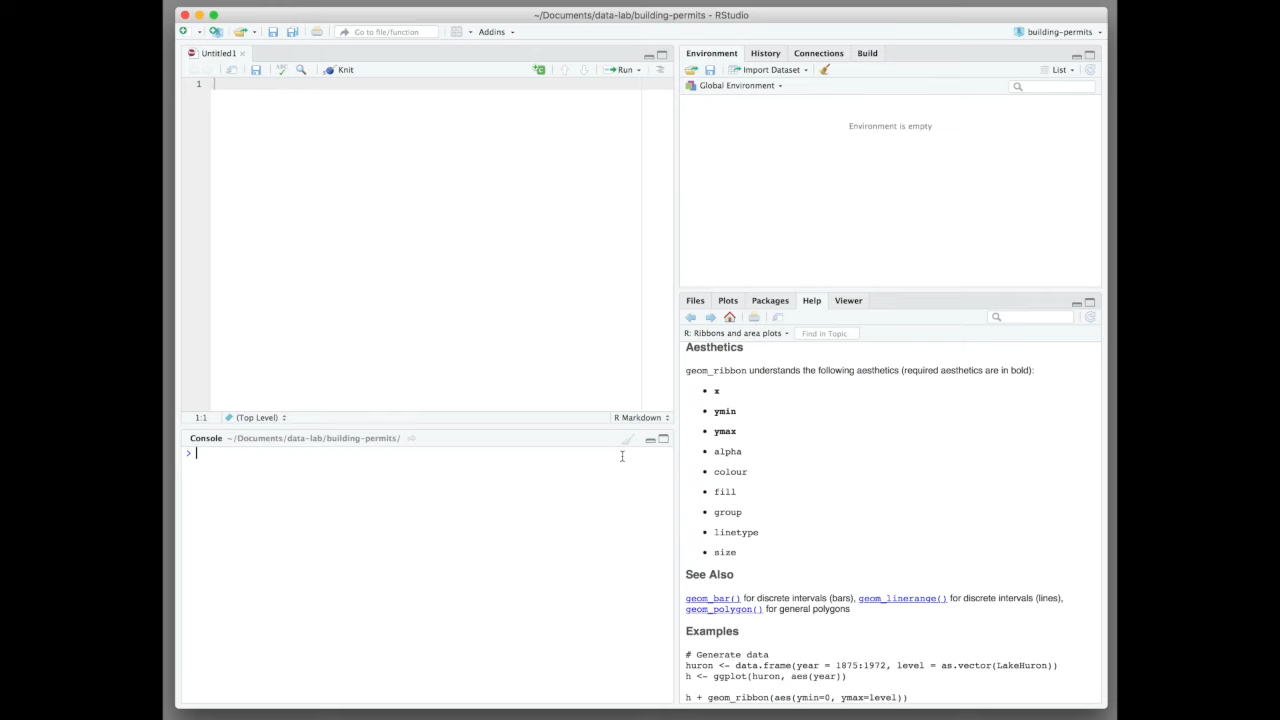 ~/Documents/data-lab/building-permits - RStudio
Go to file/function
Addins
building-permits
Untitled1
Knit
Run
1
1:1
(Top Level)
R Markdown
Console ~/Documents/data-lab/building-permits/
>
Environment History Connections Build
Import Dataset
List
Global Environment
Environment is empty
Files Plots Packages Help Viewer
R: Ribbons and area plots
Find in Topic
Aesthetics
geom_ribbon understands the following aesthetics (required aesthetics are in bold):
• x
• ymin
• ymax
• alpha
• colour
• fill
• group
• linetype
• size
See Also
geom_bar() for discrete intervals (bars), geom_linerange() for discrete intervals (lines),
geom_polygon() for general polygons
Examples
# Generate data
huron <- data.frame(year = 1875:1972, level = as.vector(LakeHuron))
h <- ggplot(huron, aes(year))
h + geom_ribbon(aes(ymin=0, ymax=level))